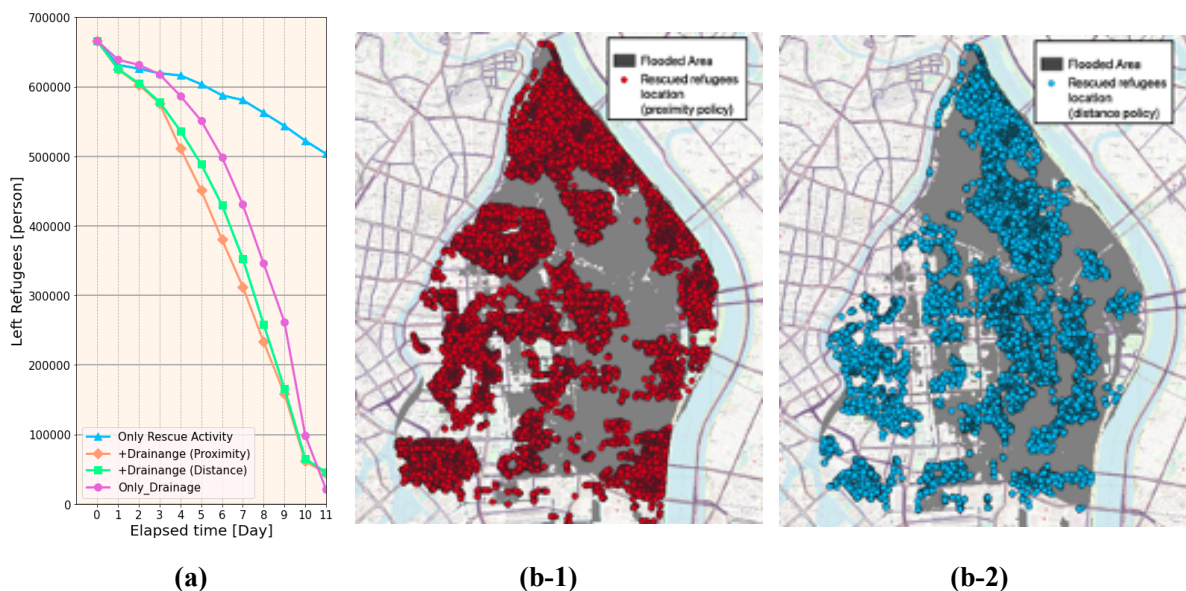 700000
600000
500000
400000
300000
200000
100000
0
Left Refugees [person]
Only Rescue Activity
+Drainange (Proximity)
+Drainange (Distance)
Only_Drainage
0 1 2 3 4 5 6 7 8 9 10 11
Elapsed time [Day]
(a)
Flooded Area
Rescued refugees
location
(proximity policy)
(b-1)
Flooded Area
Rescued refugees
location
(distance policy)
(b-2)